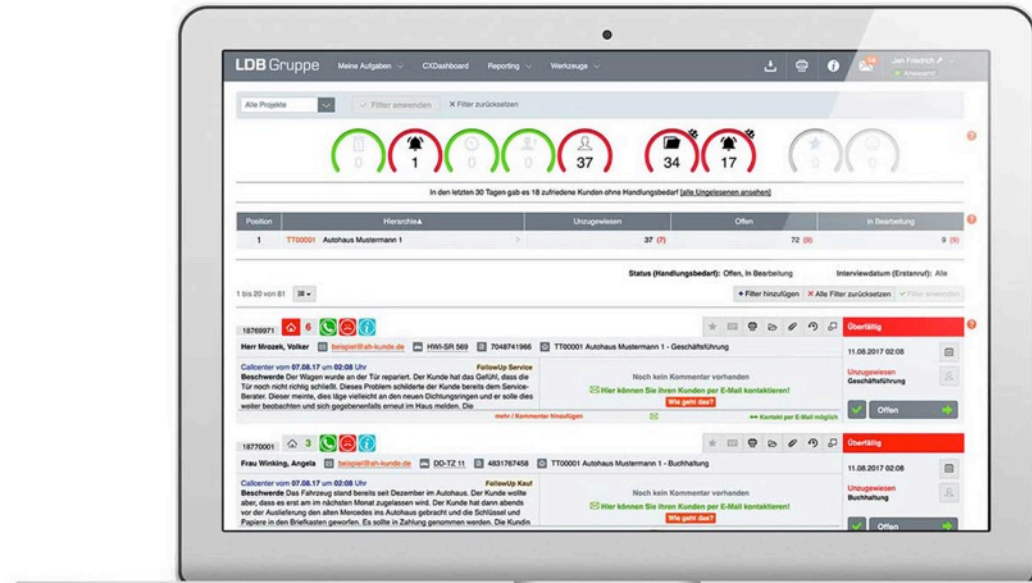 LDB Gruppe Meine Aufgaben CXDashboard Reporting Werkzeuge 14 Jan Friedrich
Anwesend
Alle Projekte Filter anwenden X Filter zurücksetzen
0 1 0 0 37 34 17 0 0
In den letzten 30 Tagen gab es 18 zufriedene Kunden ohne Handlungsbedarf [alle Ungelesenen ansehen]
Position Hierarchie▲ Unzugewiesen Offen In Bearbeitung
1 TT00001 Autohaus Mustermann 1 37 (7) 72 (9) 9 (9)
Status (Handlungsbedarf): Offen, In Bearbeitung Interviewdatum (Erstanruf): Alle
1 bis 20 von 81 + Filter hinzufügen X Alle Filter zurücksetzen Filter anwenden
18769971 6 Überfällig
Herr Mrozek, Volker beispiel@ah-kunde.de HWI-SR 569 7048741966 TT00001 Autohaus Mustermann 1 - Geschäftsführung 11.08.2017 02:08
Callcenter vom 07.08.17 um 02:08 Uhr FollowUp Service
Beschwerde Der Wagen wurde an der Tür repariert. Der Kunde hat das Gefühl, dass die
Tür noch nicht richtig schließt. Dieses Problem schilderte der Kunde bereits dem Service-
Berater. Dieser meinte, dies läge vielleicht an den neuen Dichtungsringen und er solle dies
weiter beobachten und sich gegebenenfalls erneut im Haus melden. Die
mehr / Kommentar hinzufügen
Noch kein Kommentar vorhanden
Hier können Sie ihren Kunden per E-Mail kontaktieren!
Wie geht das?
Kontakt per E-Mail möglich
Unzugewiesen
Geschäftsführung
Offen
18770001 3 Überfällig
Frau Winking, Angela beispiel@ah-kunde.de DD-TZ 11 4831767458 TT00001 Autohaus Mustermann 1 - Buchhaltung 11.08.2017 02:08
Callcenter vom 07.08.17 um 02:08 Uhr FollowUp Kauf
Beschwerde Das Fahrzeug stand bereits seit Dezember im Autohaus. Der Kunde wollte
aber, dass es erst am im nächsten Monat zugelassen wird. Der Kunde hat dann abends
vor der Auslieferung den alten Mercedes ins Autohaus gebracht und die Schlüssel und
Papiere in den Briefkasten geworfen. Es sollte in Zahlung genommen werden. Die Kundin
Noch kein Kommentar vorhanden
Hier können Sie ihren Kunden per E-Mail kontaktieren!
Wie geht das?
Unzugewiesen
Buchhaltung
Offen